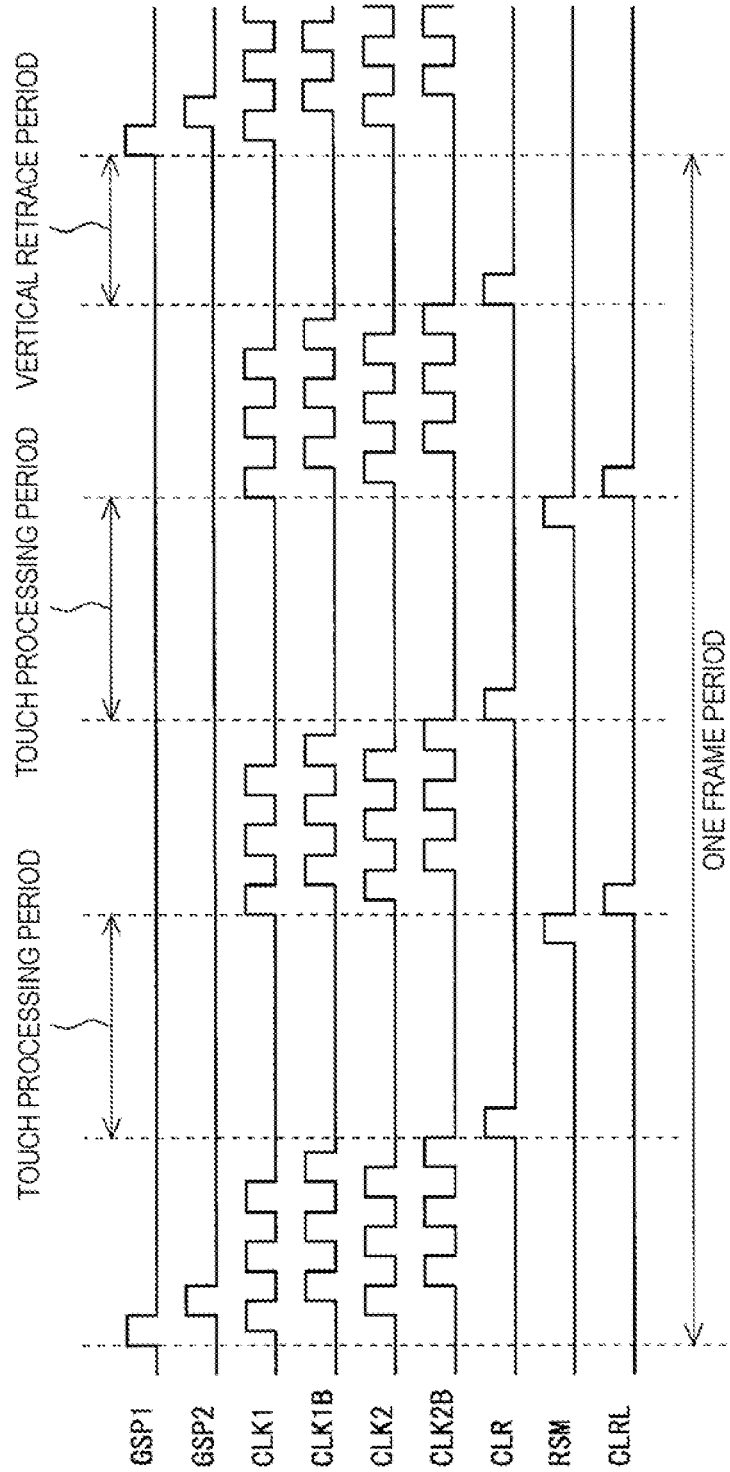 TOUCH PROCESSING PERIOD
TOUCH PROCESSING PERIOD
VERTICAL RETRACE PERIOD
GSP1
GSP2
CLK1
CLK1B
CLK2
CLK2B
CLR
RSM
CLRL
ONE FRAME PERIOD